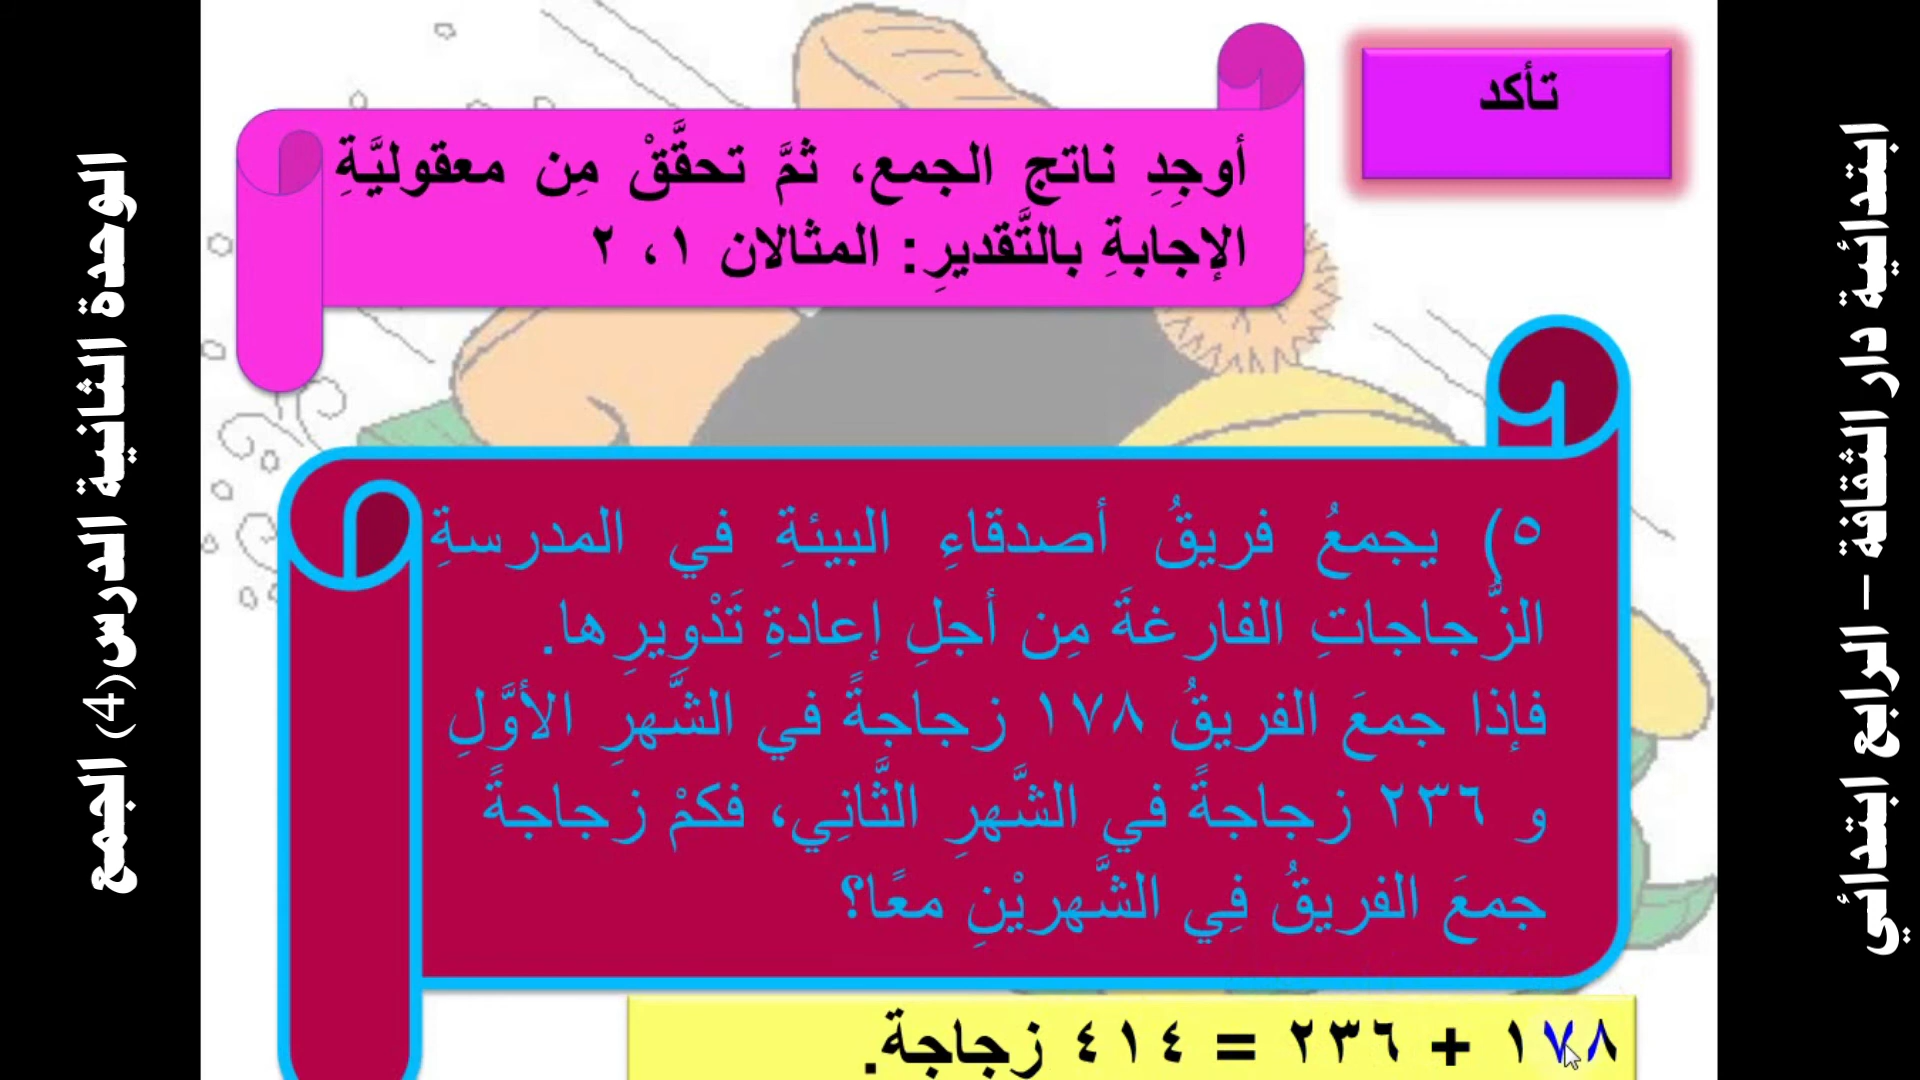 تأكد
أوجِدِ ناتج الجمع، ثمَّ تحقَّقْ مِن معقوليَّةِ
الإجابةِ بالتَّقديرِ: المثالان ١، ٢
٥) يجمعُ فريقُ أصدقاءِ البيئةِ في المدرسةِ
الزُّجاجاتِ الفارغةَ مِن أجلِ إعادةِ تَدْوِيرِها.
فإذا جمعَ الفريقُ ١٧٨ زجاجةً في الشَّهرِ الأوَّلِ
و ٢٣٦ زجاجةً في الشَّهرِ الثَّانِي، فكمْ زجاجةً
جمعَ الفريقُ فِي الشَّهريْنِ معًا؟
١٧٨ + ٢٣٦ = ٤١٤ زجاجة.
ابتدائية دار الثقافة – الرابع ابتدائي
الوحدة الثانية الدرس(4) الجمع